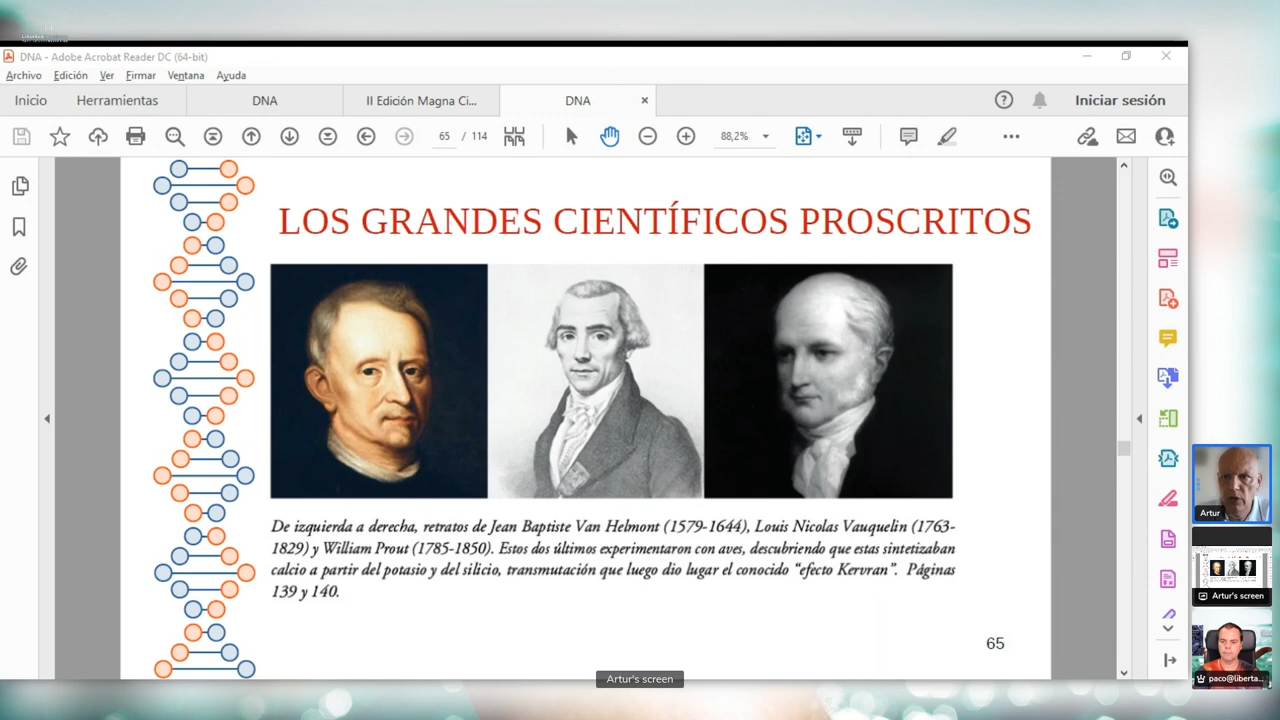 Libertad
DNA - Adobe Acrobat Reader DC (64-bit)
Archivo Edición Ver Firmar Ventana Ayuda
Inicio Herramientas DNA II Edición Magna Ci... DNA × Iniciar sesión
65 / 114 88,2%
LOS GRANDES CIENTÍFICOS PROSCRITOS
De izquierda a derecha, retratos de Jean Baptiste Van Helmont (1579-1644), Louis Nicolas Vauquelin (1763-
1829) y William Prout (1785-1850). Estos dos últimos experimentaron con aves, descubriendo que estas sintetizaban
calcio a partir del potasio y del silicio, transmutación que luego dio lugar el conocido “efecto Kervran”. Páginas
139 y 140.
65
Artur
Artur's screen
paco@liberta...
Artur's screen